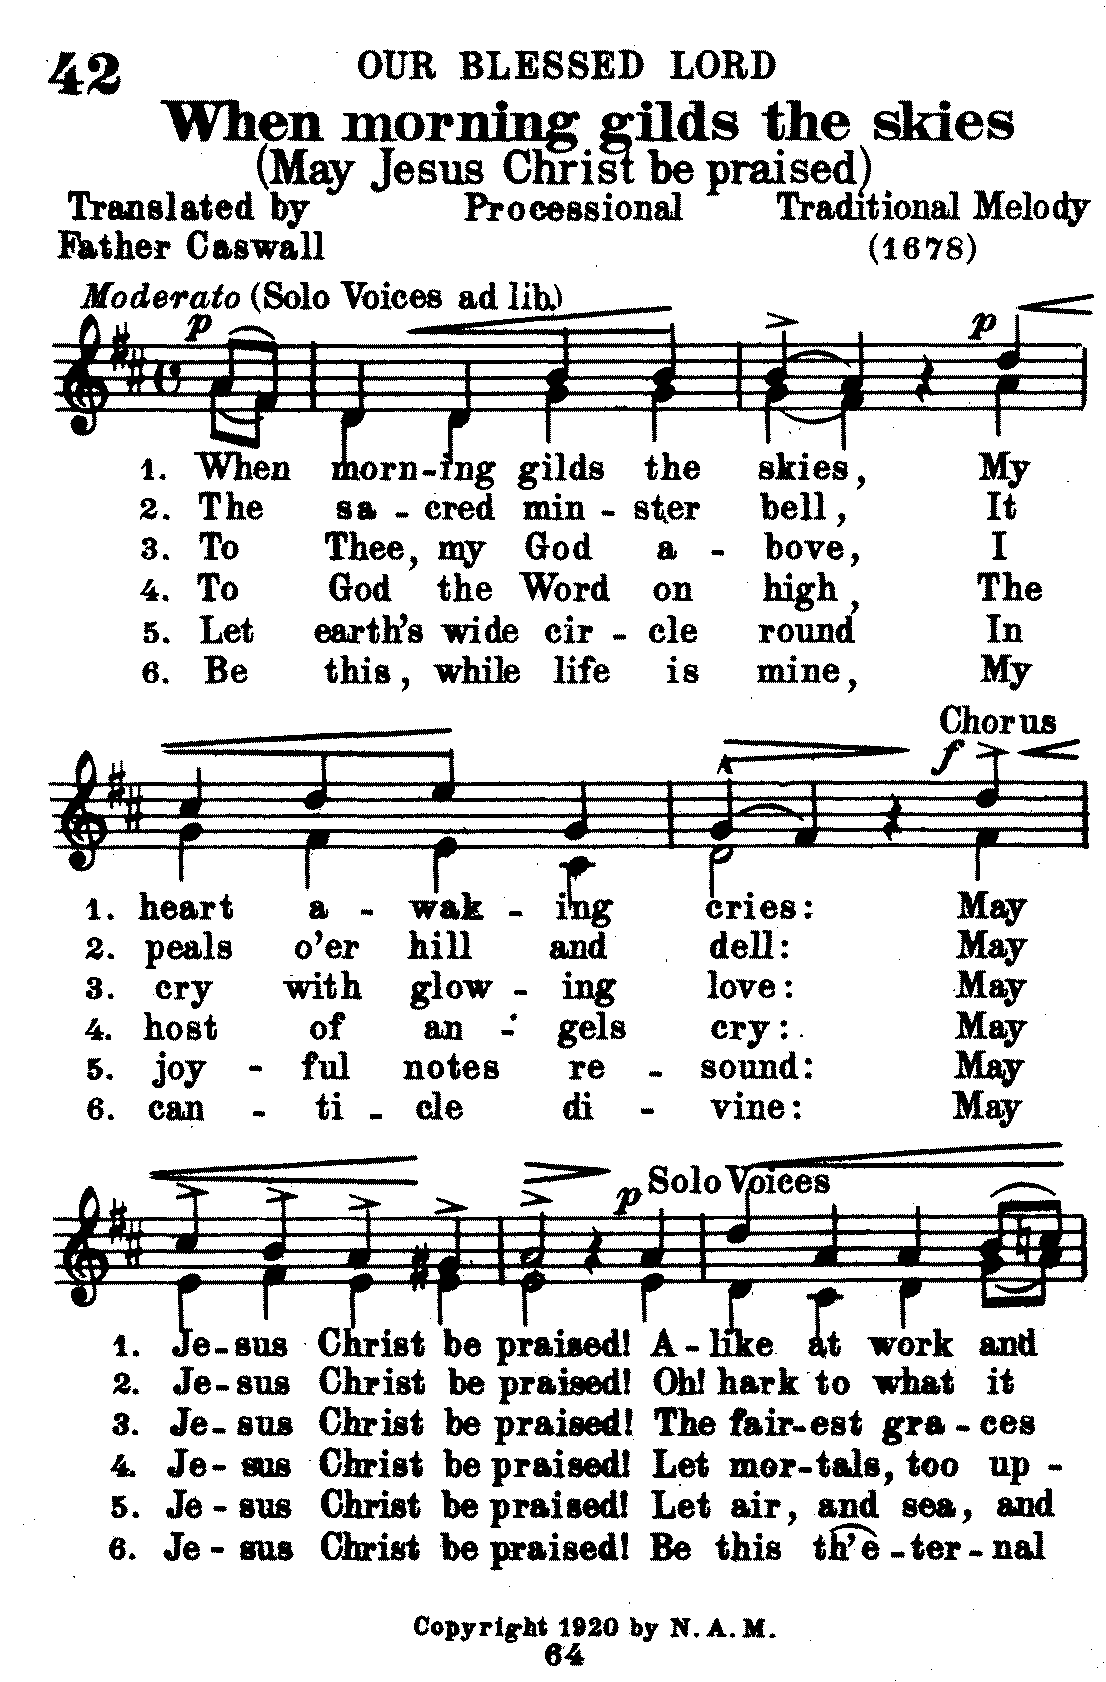 42 OUR BLESSED LORD
When morning gilds the skies
(May Jesus Christ be praised)
Translated by Processional Traditional Melody
Father Caswall (1678)
Moderato (Solo Voices ad lib.)
p p
1. When morn-ing gilds the skies, My
2. The sa - cred min - ster bell, It
3. To Thee, my God a - bove, I
4. To God the Word on high, The
5. Let earth's wide cir - cle round In
6. Be this, while life is mine, My
Chorus
f
1. heart a - wak - ing cries: May
2. peals o'er hill and dell: May
3. cry with glow - ing love: May
4. host of an - gels cry: May
5. joy - ful notes re - sound: May
6. can - ti - cle di - vine: May
p Solo Voices
1. Je-sus Christ be praised! A-like at work and
2. Je-sus Christ be praised! Oh! hark to what it
3. Je-sus Christ be praised! The fair-est gra-ces
4. Je-sus Christ be praised! Let mor-tals, too up-
5. Je-sus Christ be praised! Let air, and sea, and
6. Je-sus Christ be praised! Be this th'e-ter-nal
Copyright 1920 by N. A. M.
64